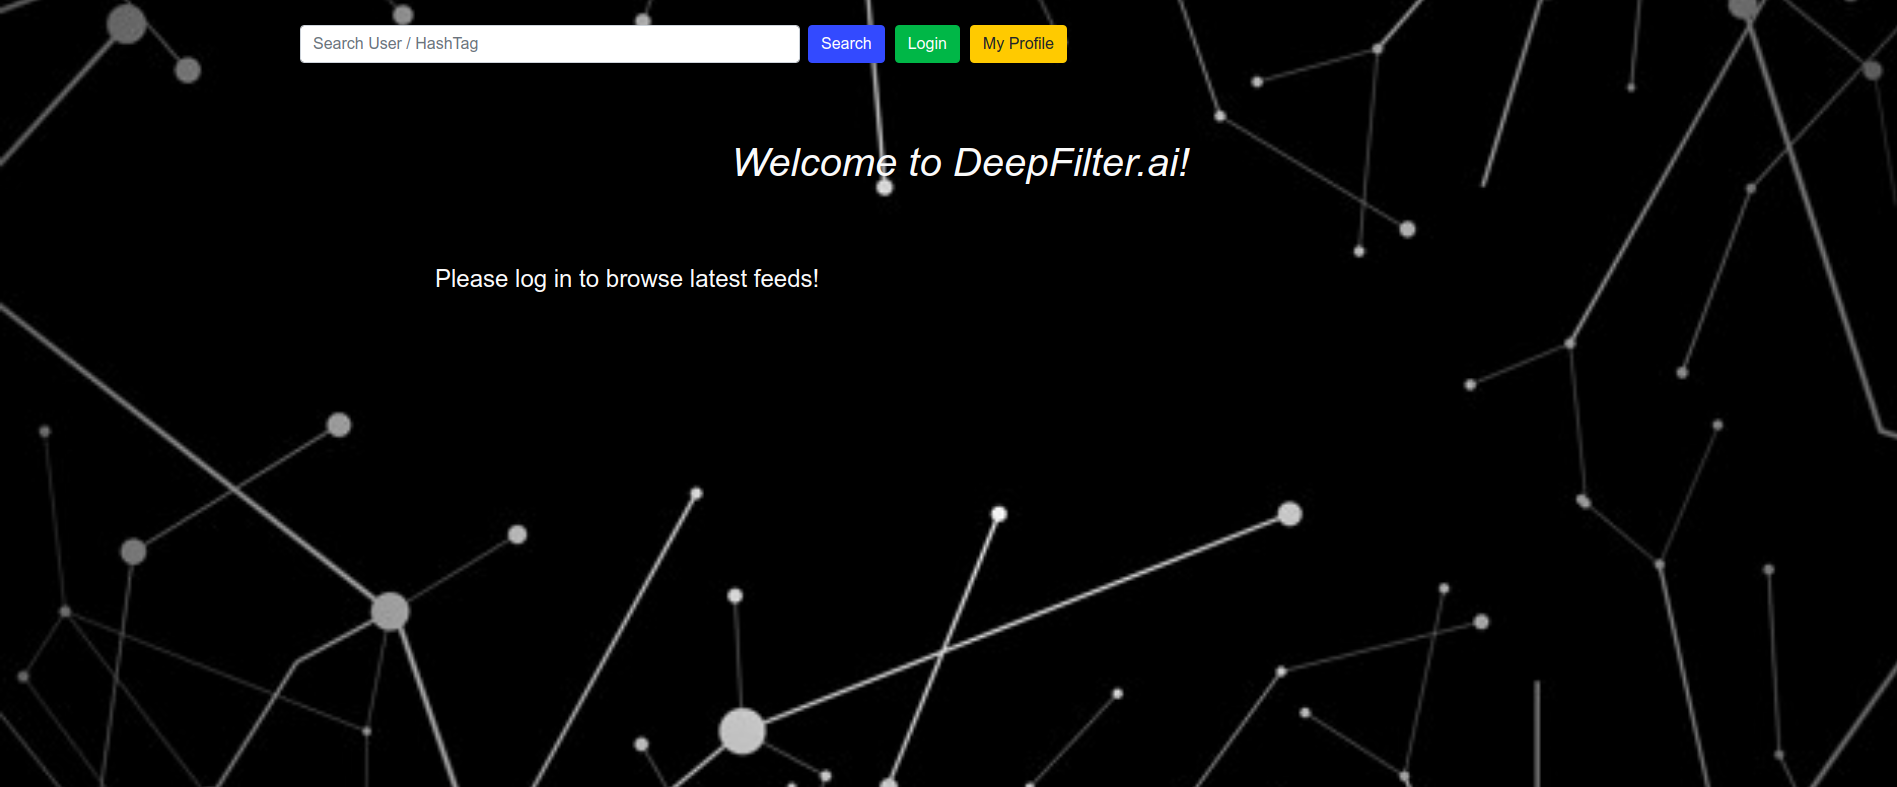 Search User / HashTag Search Login My Profile
Welcome to DeepFilter.ai!
Please log in to browse latest feeds!